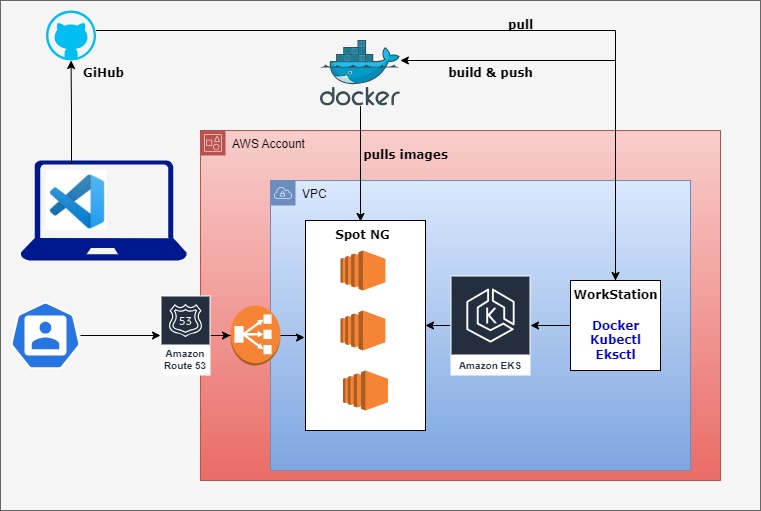 pull
GiHub
build & push
docker
AWS Account
pulls images
VPC
Spot NG
WorkStation
Docker
Kubectl
Eksctl
K
Amazon EKS
53
Amazon
Route 53